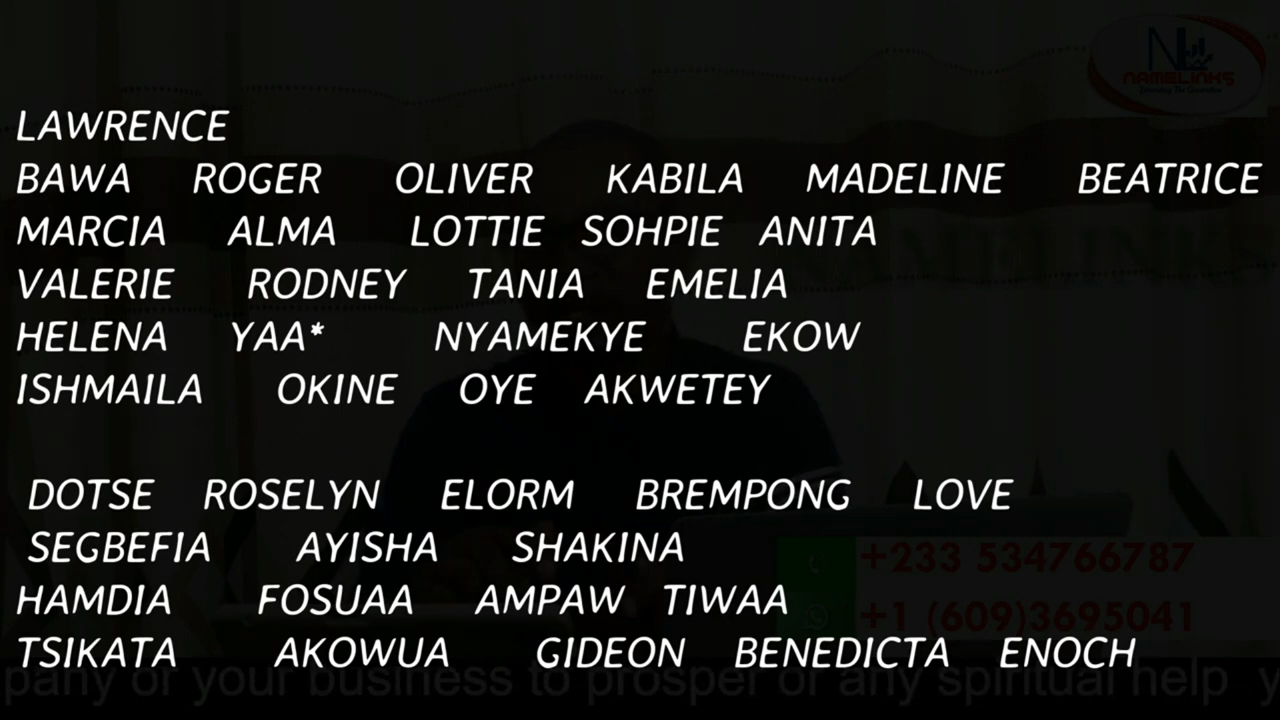 NL
NAMELINKS
LAWRENCE
BAWA ROGER OLIVER KABILA MADELINE BEATRICE
MARCIA ALMA LOTTIE SOHPIE ANITA
VALERIE RODNEY TANIA EMELIA
HELENA YAA* NYAMEKYE EKOW
ISHMAILA OKINE OYE AKWETEY
DOTSE ROSELYN ELORM BREMPONG LOVE
SEGBEFIA AYISHA SHAKINA
+233 534766787
HAMDIA FOSUAA AMPAW TIWAA
+1 (609)3695041
TSIKATA AKOWUA GIDEON BENEDICTA ENOCH
pany or your business to prosper or any spiritual help y